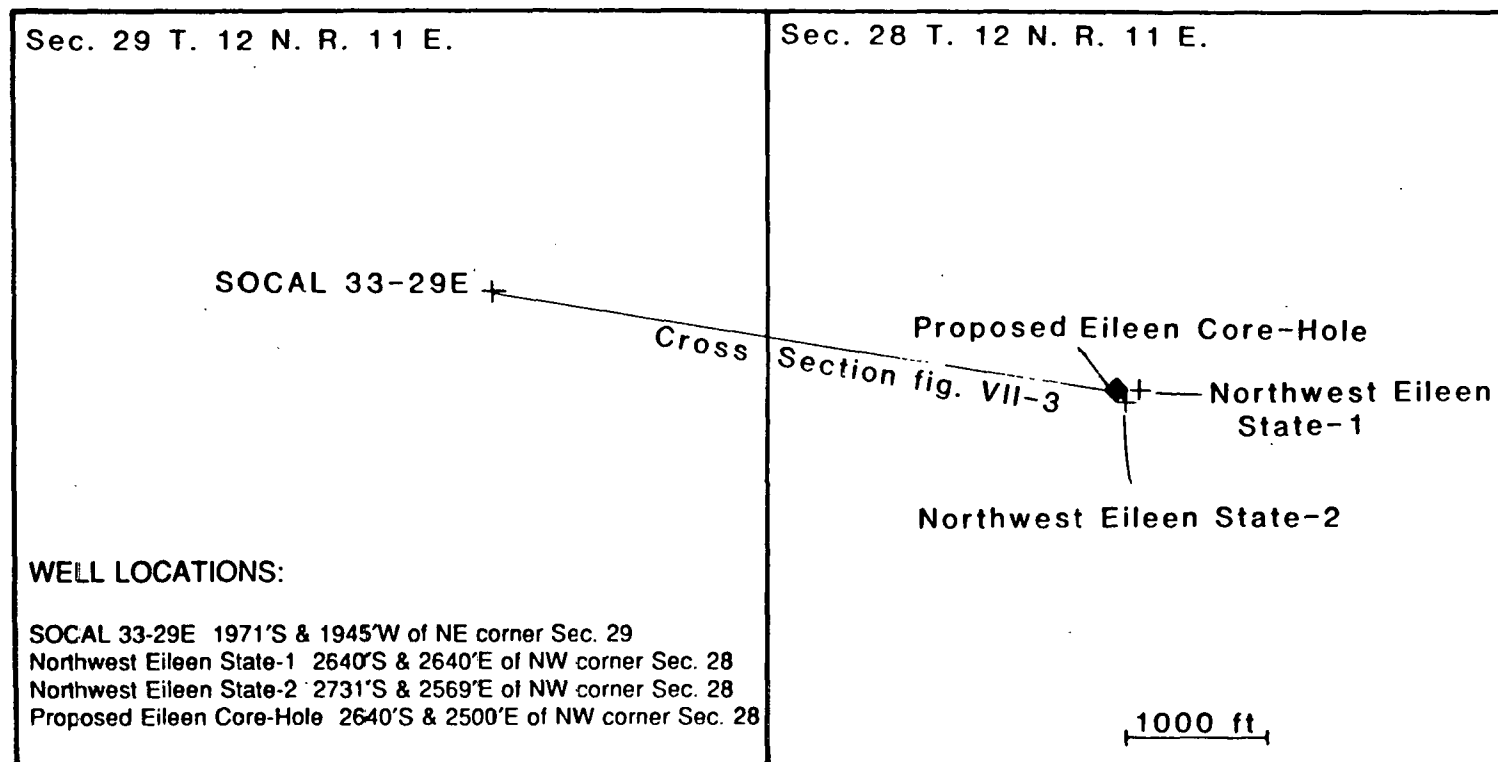 Sec. 29 T. 12 N. R. 11 E.
Sec. 28 T. 12 N. R. 11 E.
SOCAL 33-29E
Cross Section fig. VII-3
Proposed Eileen Core-Hole
Northwest Eileen
State-1
Northwest Eileen State-2
WELL LOCATIONS:
SOCAL 33-29E 1971'S & 1945'W of NE corner Sec. 29
Northwest Eileen State-1 2640'S & 2640'E of NW corner Sec. 28
Northwest Eileen State-2 2731'S & 2569'E of NW corner Sec. 28
Proposed Eileen Core-Hole 2640'S & 2500'E of NW corner Sec. 28
1000 ft